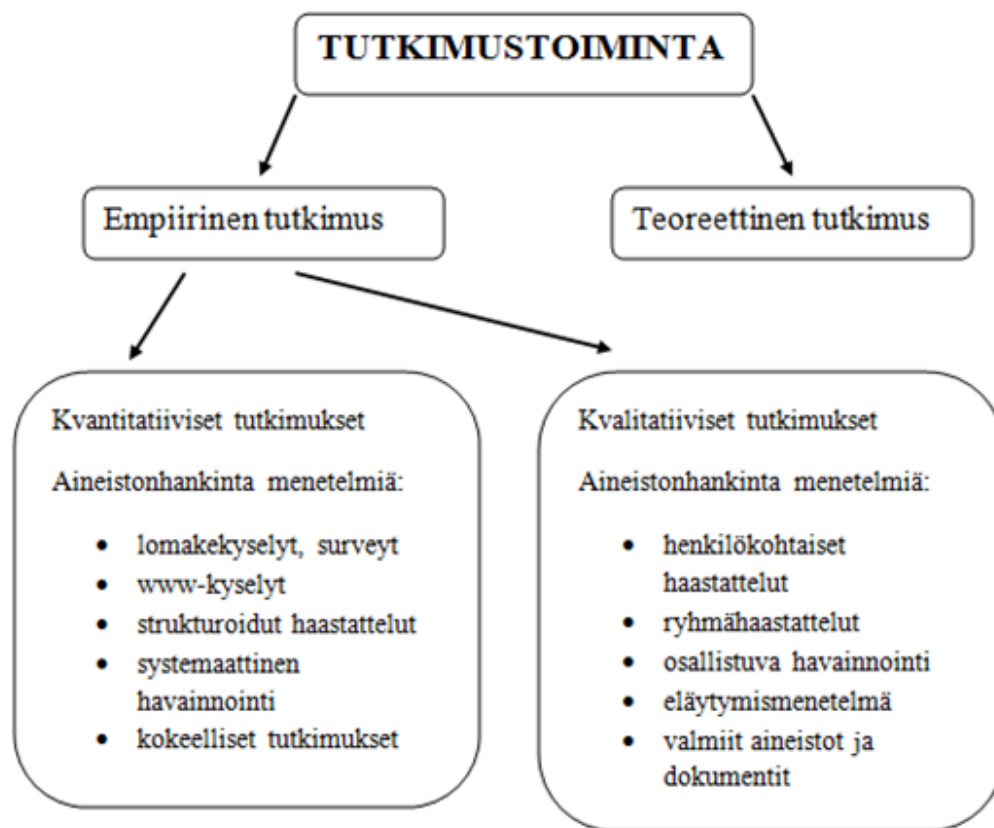 TUTKIMUSTOIMINTA
Empiirinen tutkimus
Teoreettinen tutkimus
Kvantitatiiviset tutkimukset
Aineistonhankinta menetelmiä:
• lomakekyselyt, surveyt
• www-kyselyt
• strukturoidut haastattelut
• systemaattinen
havainnointi
• kokeelliset tutkimukset
Kvalitatiiviset tutkimukset
Aineistonhankinta menetelmiä:
• henkilökohtaiset
haastattelut
• ryhmähaastattelut
• osallistuva havainnointi
• eläytymismenetelmä
• valmiit aineistot ja
dokumentit